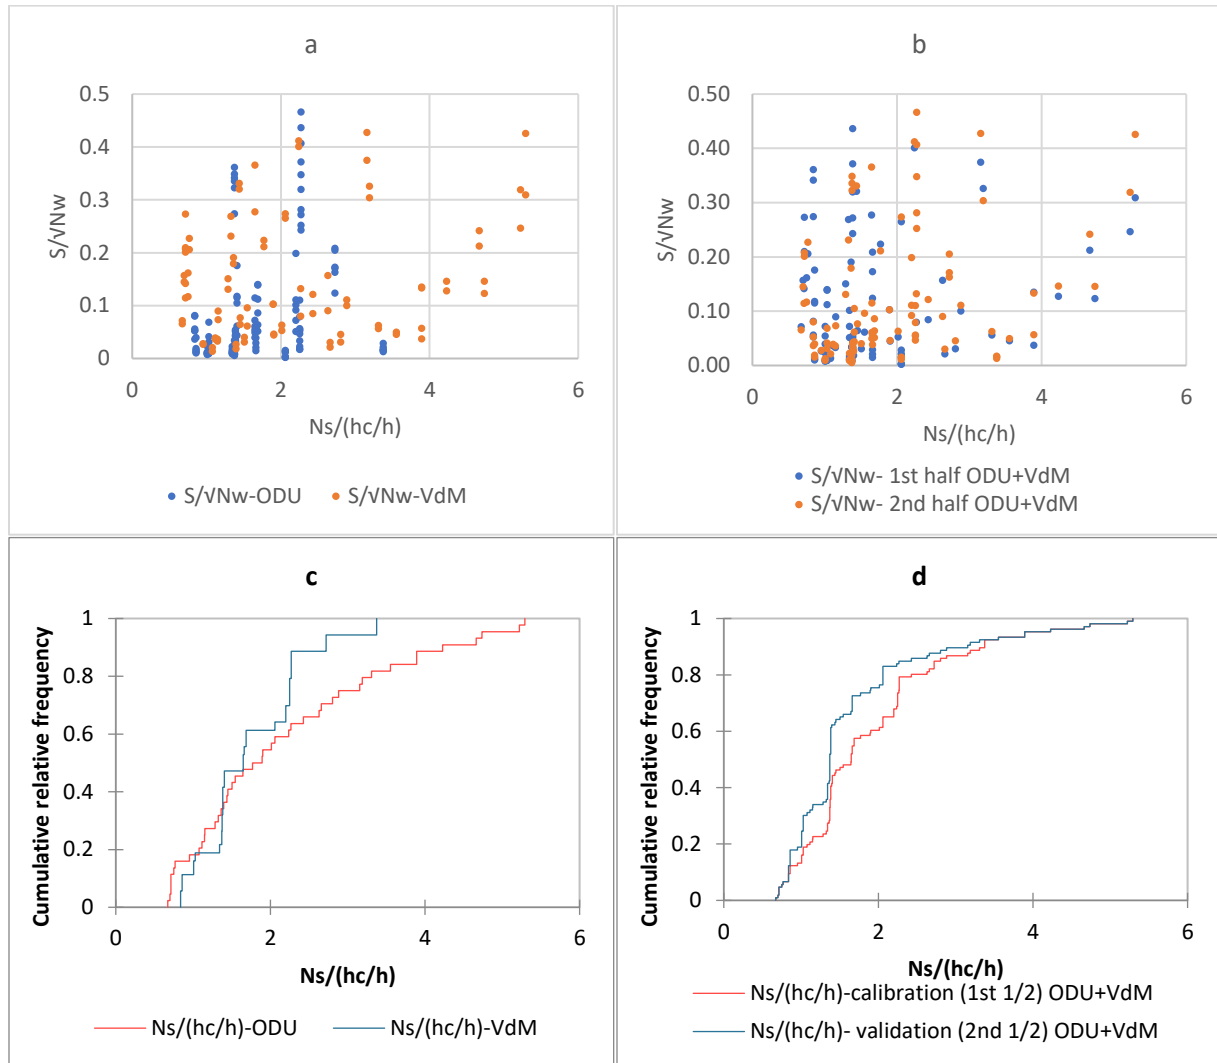 a
S/√Nw
0.5
0.4
0.3
0.2
0.1
0
0 2 4 6
Ns/(hc/h)
S/√Nw-ODU S/√Nw-VdM
b
S/√Nw
0.50
0.40
0.30
0.20
0.10
0.00
0 2 4 6
Ns/(hc/h)
S/√Nw- 1st half ODU+VdM
S/√Nw- 2nd half ODU+VdM
c
Cumulative relative frequency
1
0.8
0.6
0.4
0.2
0
0 2 4 6
Ns/(hc/h)
Ns/(hc/h)-ODU Ns/(hc/h)-VdM
d
Cumulative relative frequency
1
0.8
0.6
0.4
0.2
0
0 2 4 6
Ns/(hc/h)
Ns/(hc/h)-calibration (1st 1/2) ODU+VdM
Ns/(hc/h)- validation (2nd 1/2) ODU+VdM